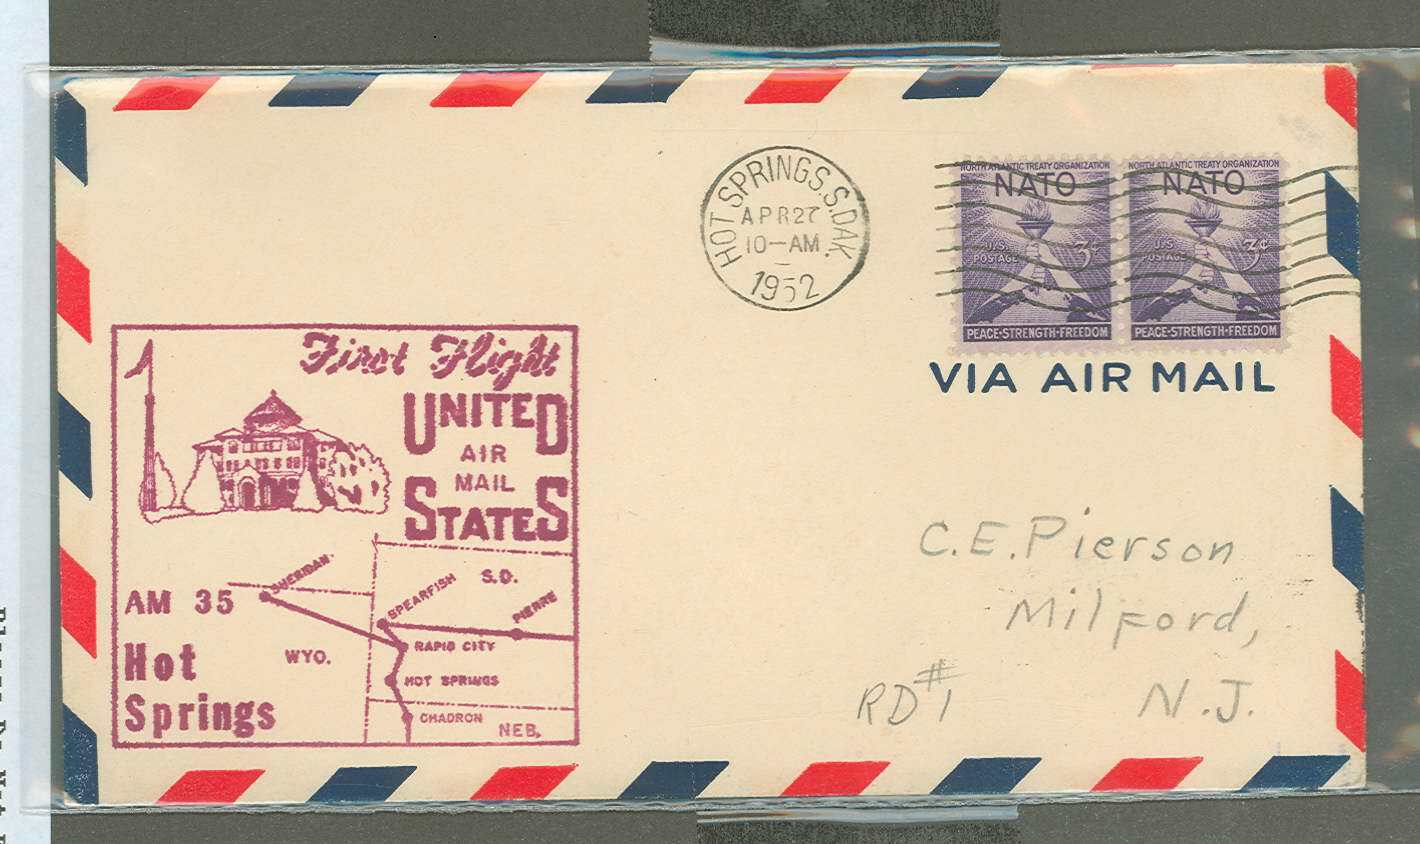 HOT SPRINGS. S. DAK.
APR 27
10-AM
1952
NORTH ATLANTIC TREATY ORGANIZATION
NATO
U.S.
POSTAGE
3¢
PEACE·STRENGTH·FREEDOM
NORTH ATLANTIC TREATY ORGANIZATION
NATO
U.S.
POSTAGE
3¢
PEACE·STRENGTH·FREEDOM
VIA AIR MAIL
First Flight
UNITED
AIR
MAIL
STATES
SHERIDAN
SPEARFISH
S.D.
PIERRE
AM 35
RAPID CITY
WYO.
HOT SPRINGS
CHADRON
NEB.
Hot
Springs
C.E. Pierson
Milford,
RD#1 N.J.